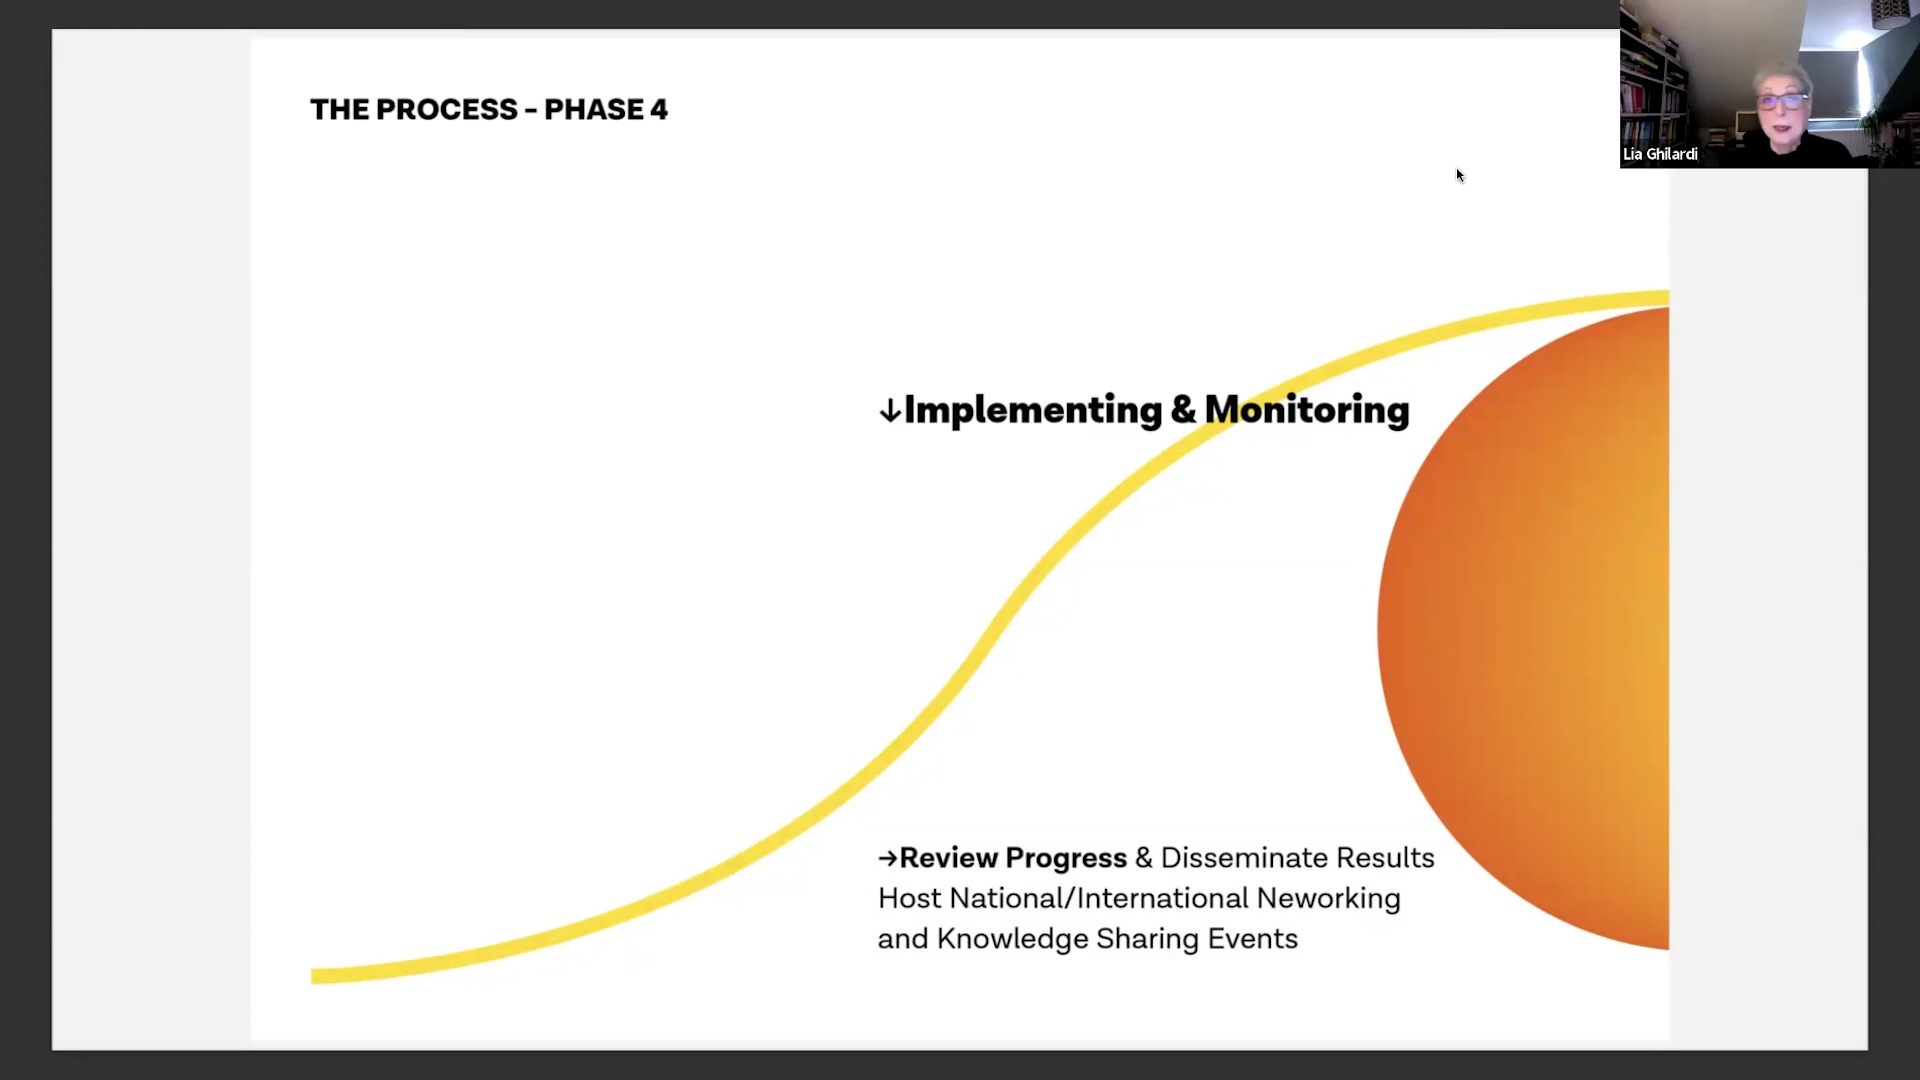 THE PROCESS – PHASE 4
Lia Ghilardi
↓Implementing & Monitoring
→Review Progress & Disseminate Results
Host National/International Neworking
and Knowledge Sharing Events